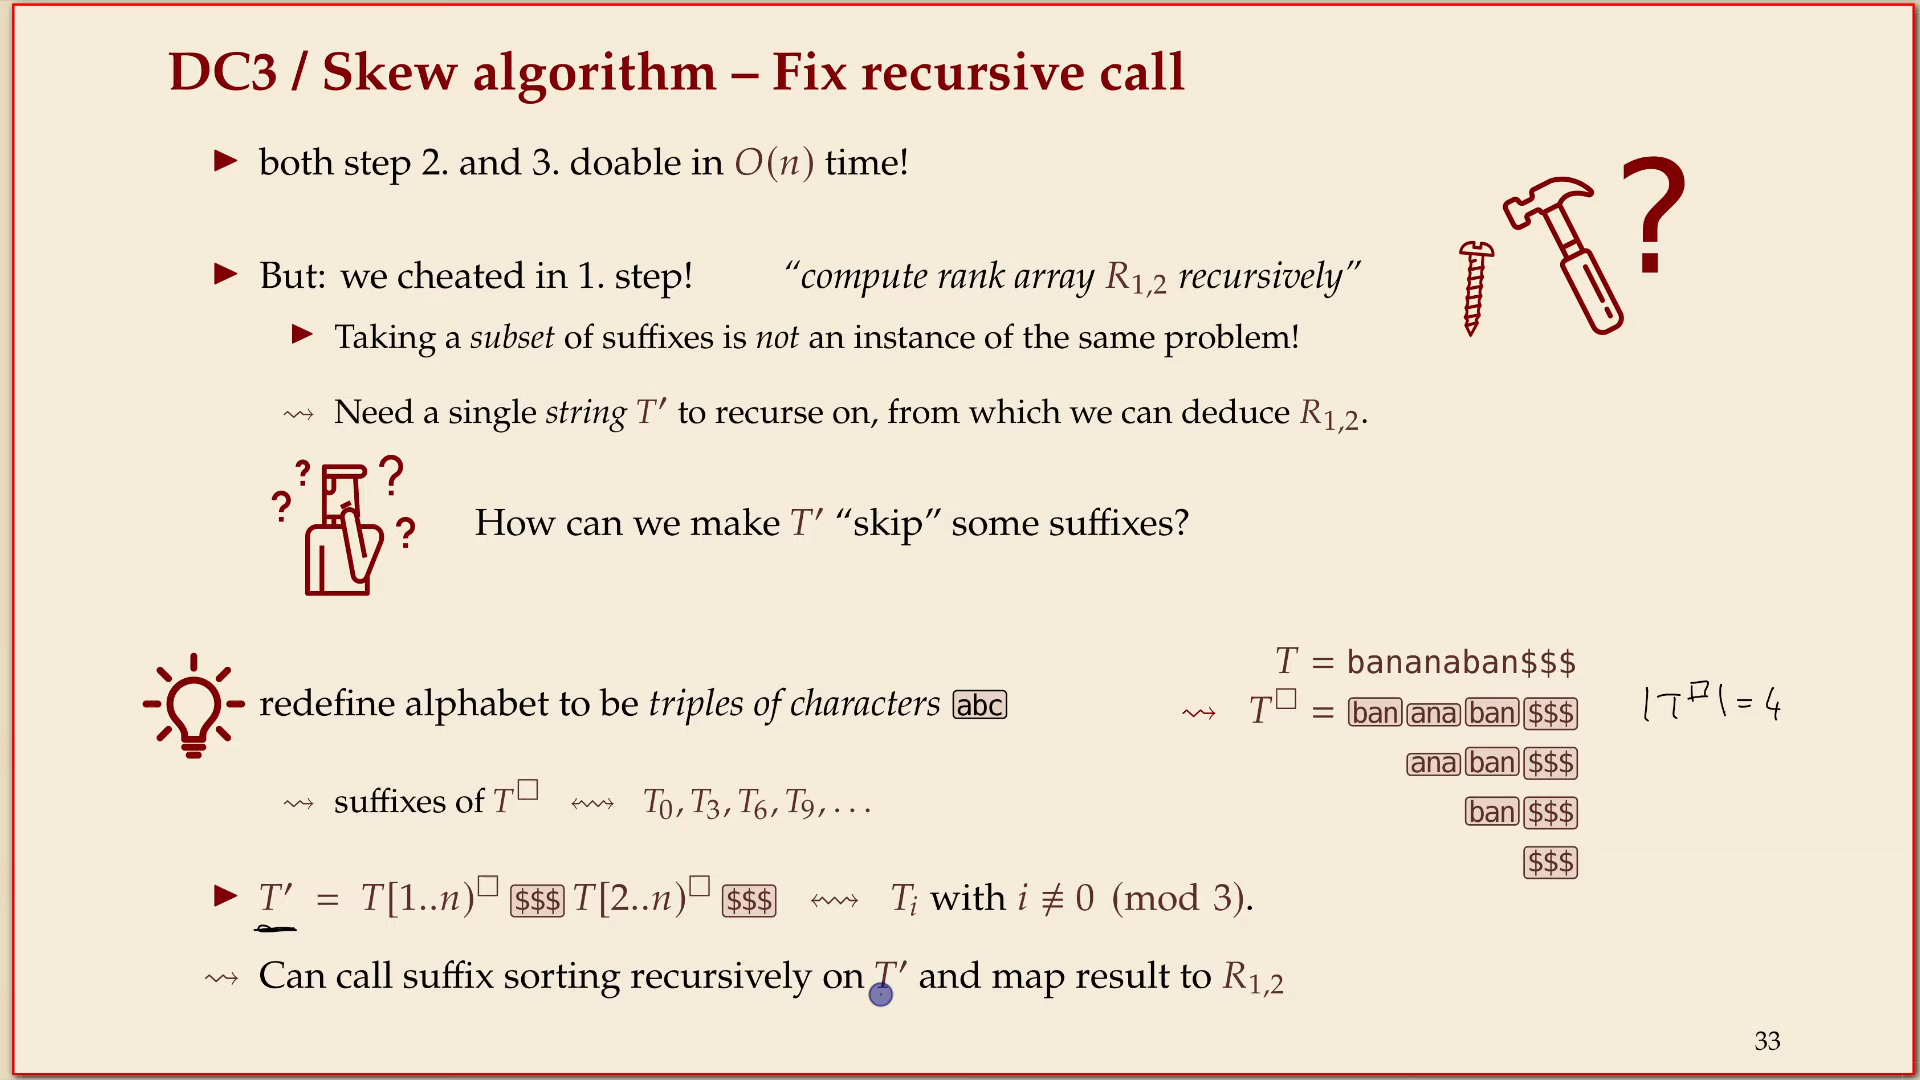 DC3 / Skew algorithm – Fix recursive call
▶ both step 2. and 3. doable in O(n) time!
▶ But: we cheated in 1. step! “compute rank array R₁,₂ recursively”
▶ Taking a subset of suffixes is not an instance of the same problem!
⇝ Need a single string T′ to recurse on, from which we can deduce R₁,₂.
?
? ? ? ?
How can we make T′ “skip” some suffixes?
redefine alphabet to be triples of characters abc
T = bananaban$$$
⇝ T□ = ban ana ban $$$
|T□| = 4
ana ban $$$
ban $$$
$$$
⇝ suffixes of T□ ⇜⇝ T₀, T₃, T₆, T₉, . . .
▶ T′ = T[1..n)□ $$$ T[2..n)□ $$$ ⇜⇝ Tᵢ with i ≢ 0 (mod 3).
⇝ Can call suffix sorting recursively on T′ and map result to R₁,₂
33